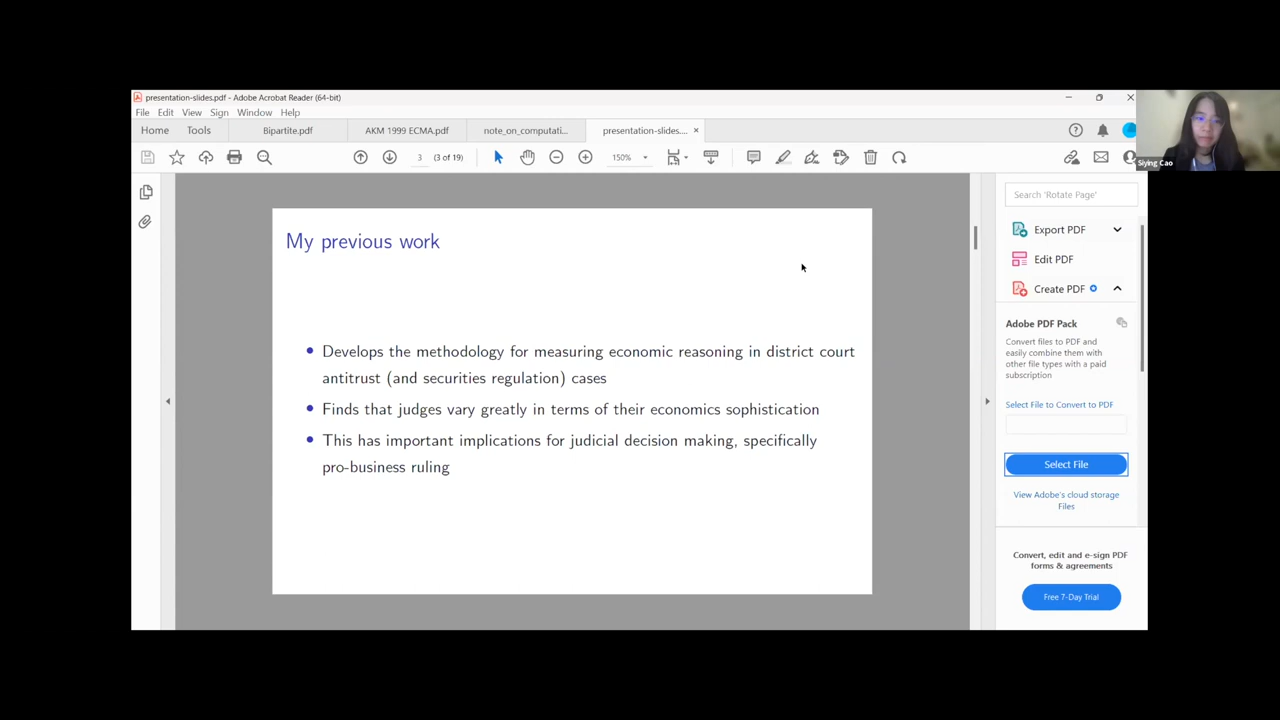 presentation-slides.pdf - Adobe Acrobat Reader (64-bit)
File Edit View Sign Window Help
Home Tools Bipartite.pdf AKM 1999 ECMA.pdf note_on_computati... presentation-slides.... ×
3 (3 of 19) 150%
Siying Cao
Search 'Rotate Page'
Export PDF
Edit PDF
Create PDF
Adobe PDF Pack
Convert files to PDF and
easily combine them with
other file types with a paid
subscription
Select File to Convert to PDF
Select File
View Adobe's cloud storage
Files
Convert, edit and e-sign PDF
forms & agreements
Free 7-Day Trial
My previous work
• Develops the methodology for measuring economic reasoning in district court
antitrust (and securities regulation) cases
• Finds that judges vary greatly in terms of their economics sophistication
• This has important implications for judicial decision making, specifically
pro-business ruling